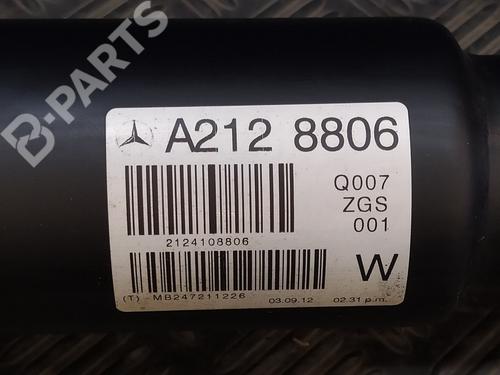 B-PARTS
A212 8806
Q007
ZGS
001
2124108806
W
(T) - MB247211226 03.09.12 02.31 p.m.